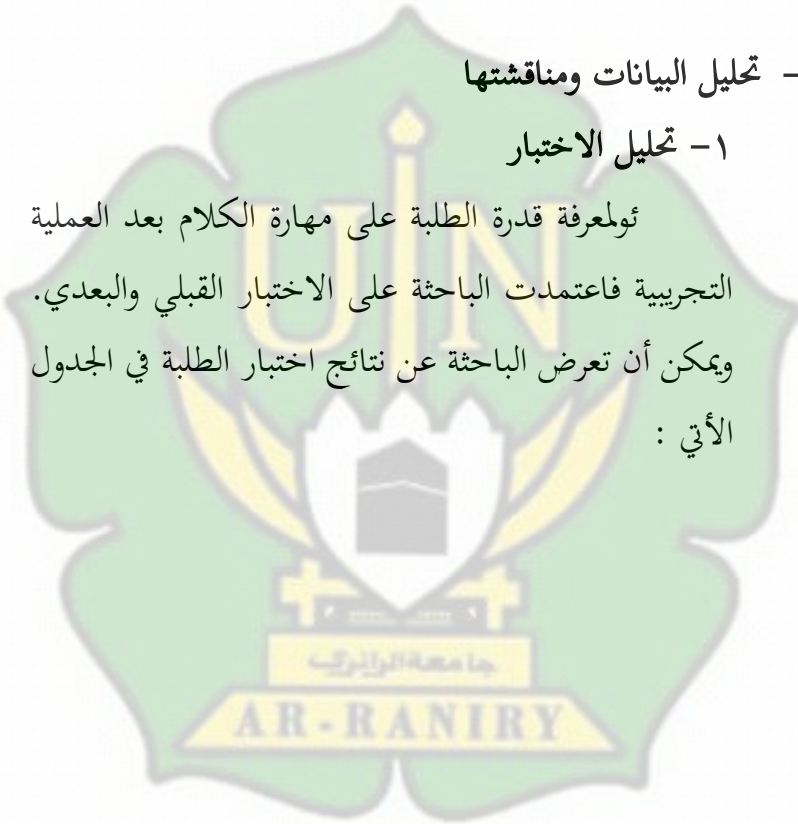 - تحليل البيانات ومناقشتها
١- تحليل الاختبار
ئولمعرفة قدرة الطلبة على مهارة الكلام بعد العملية
التجريبية فاعتمدت الباحثة على الاختبار القبلي والبعدي.
ويمكن أن تعرض الباحثة عن نتائج اختبار الطلبة في الجدول
الأتي :
UIN
جامعة الرانري
AR-RANIRY